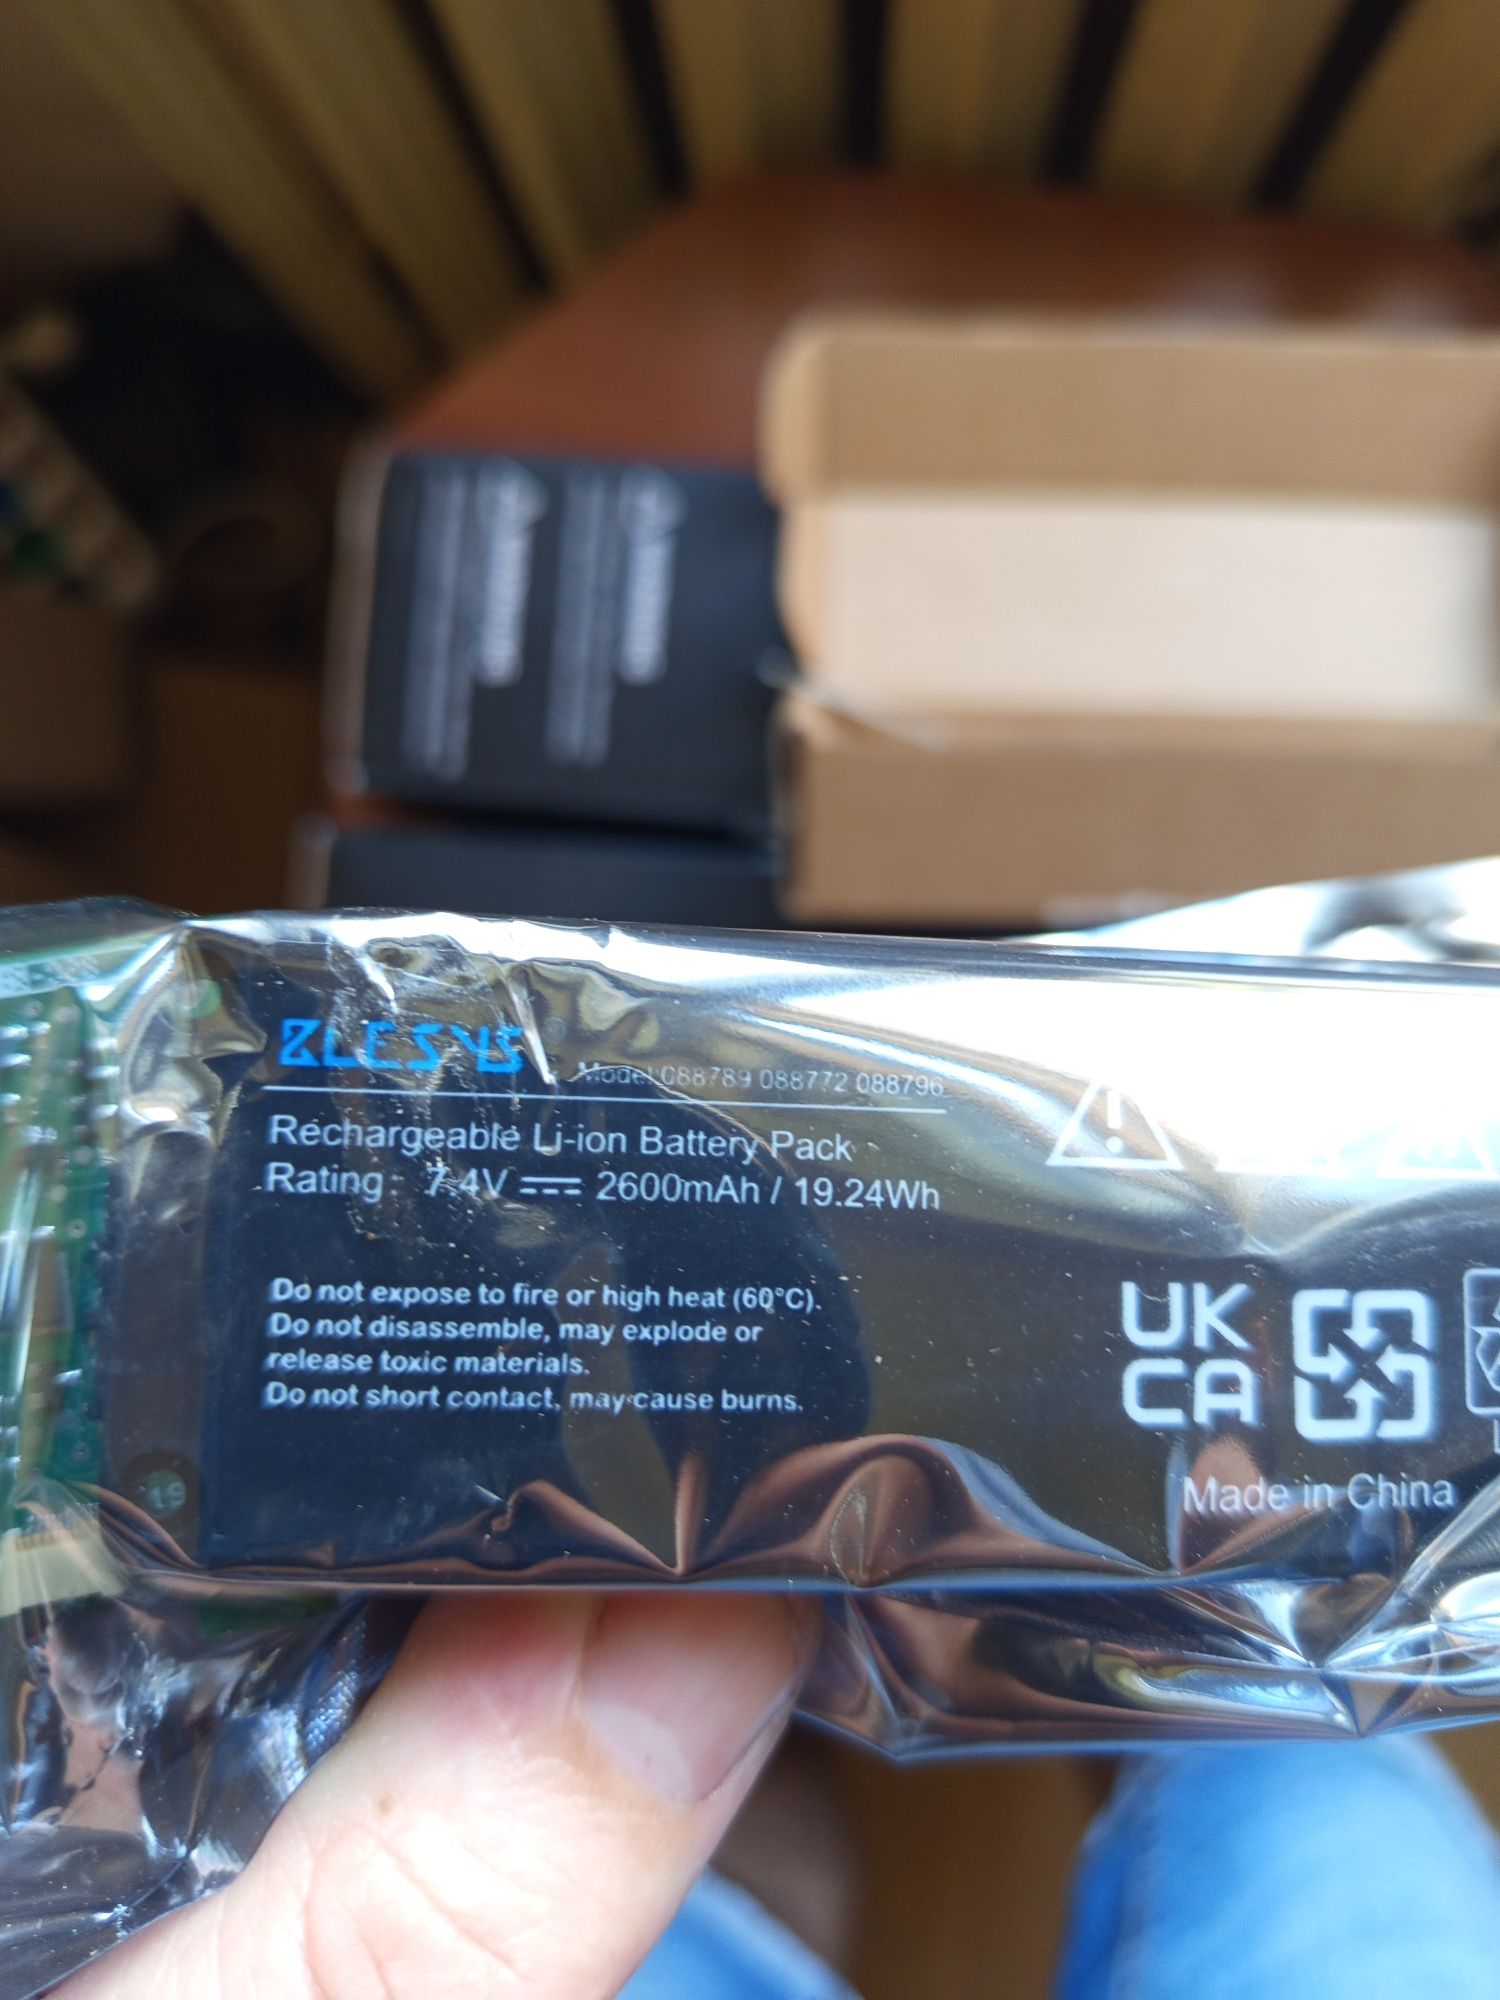 ZLESYS
Model:088789 088772 088796
Rechargeable Li-ion Battery Pack
Rating: 7.4V 2600mAh / 19.24Wh
Do not expose to fire or high heat (60°C).
Do not disassemble, may explode or
release toxic materials.
Do not short contact, may cause burns.
UK
CA
Made in China